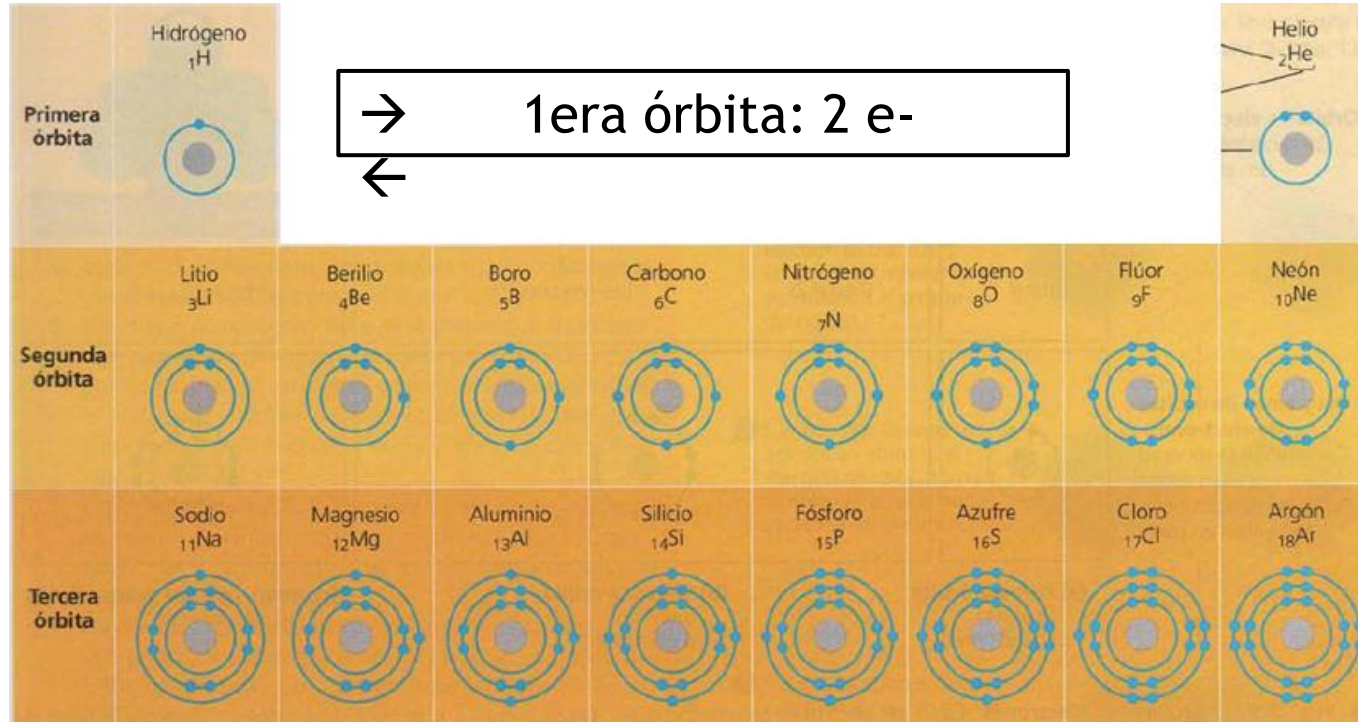 Hidrógeno
₁H
Helio
₂He
Primera
órbita
→ 1era órbita: 2 e-
←
Litio
₃Li
Berilio
₄Be
Boro
₅B
Carbono
₆C
Nitrógeno
₇N
Oxígeno
₈O
Flúor
₉F
Neón
₁₀Ne
Segunda
órbita
Sodio
₁₁Na
Magnesio
₁₂Mg
Aluminio
₁₃Al
Silicio
₁₄Si
Fósforo
₁₅P
Azufre
₁₆S
Cloro
₁₇Cl
Argón
₁₈Ar
Tercera
órbita